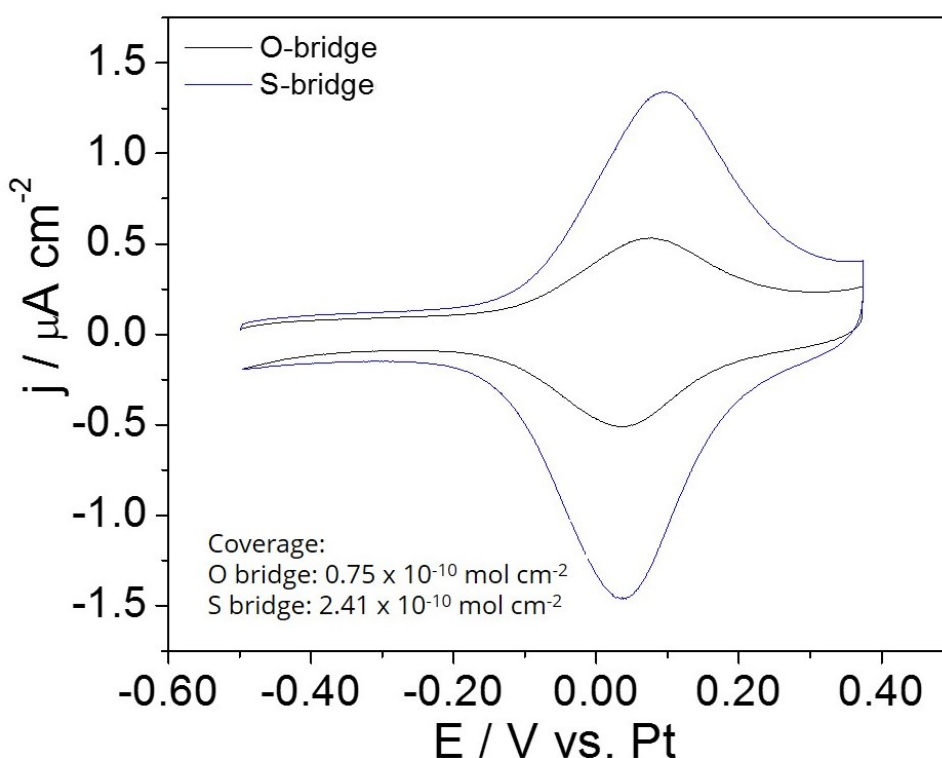 O-bridge
S-bridge
1.5
1.0
0.5
0.0
-0.5
-1.0
-1.5
j / μA cm⁻²
Coverage:
O bridge: 0.75 x 10⁻¹⁰ mol cm⁻²
S bridge: 2.41 x 10⁻¹⁰ mol cm⁻²
-0.60 -0.40 -0.20 0.00 0.20 0.40
E / V vs. Pt